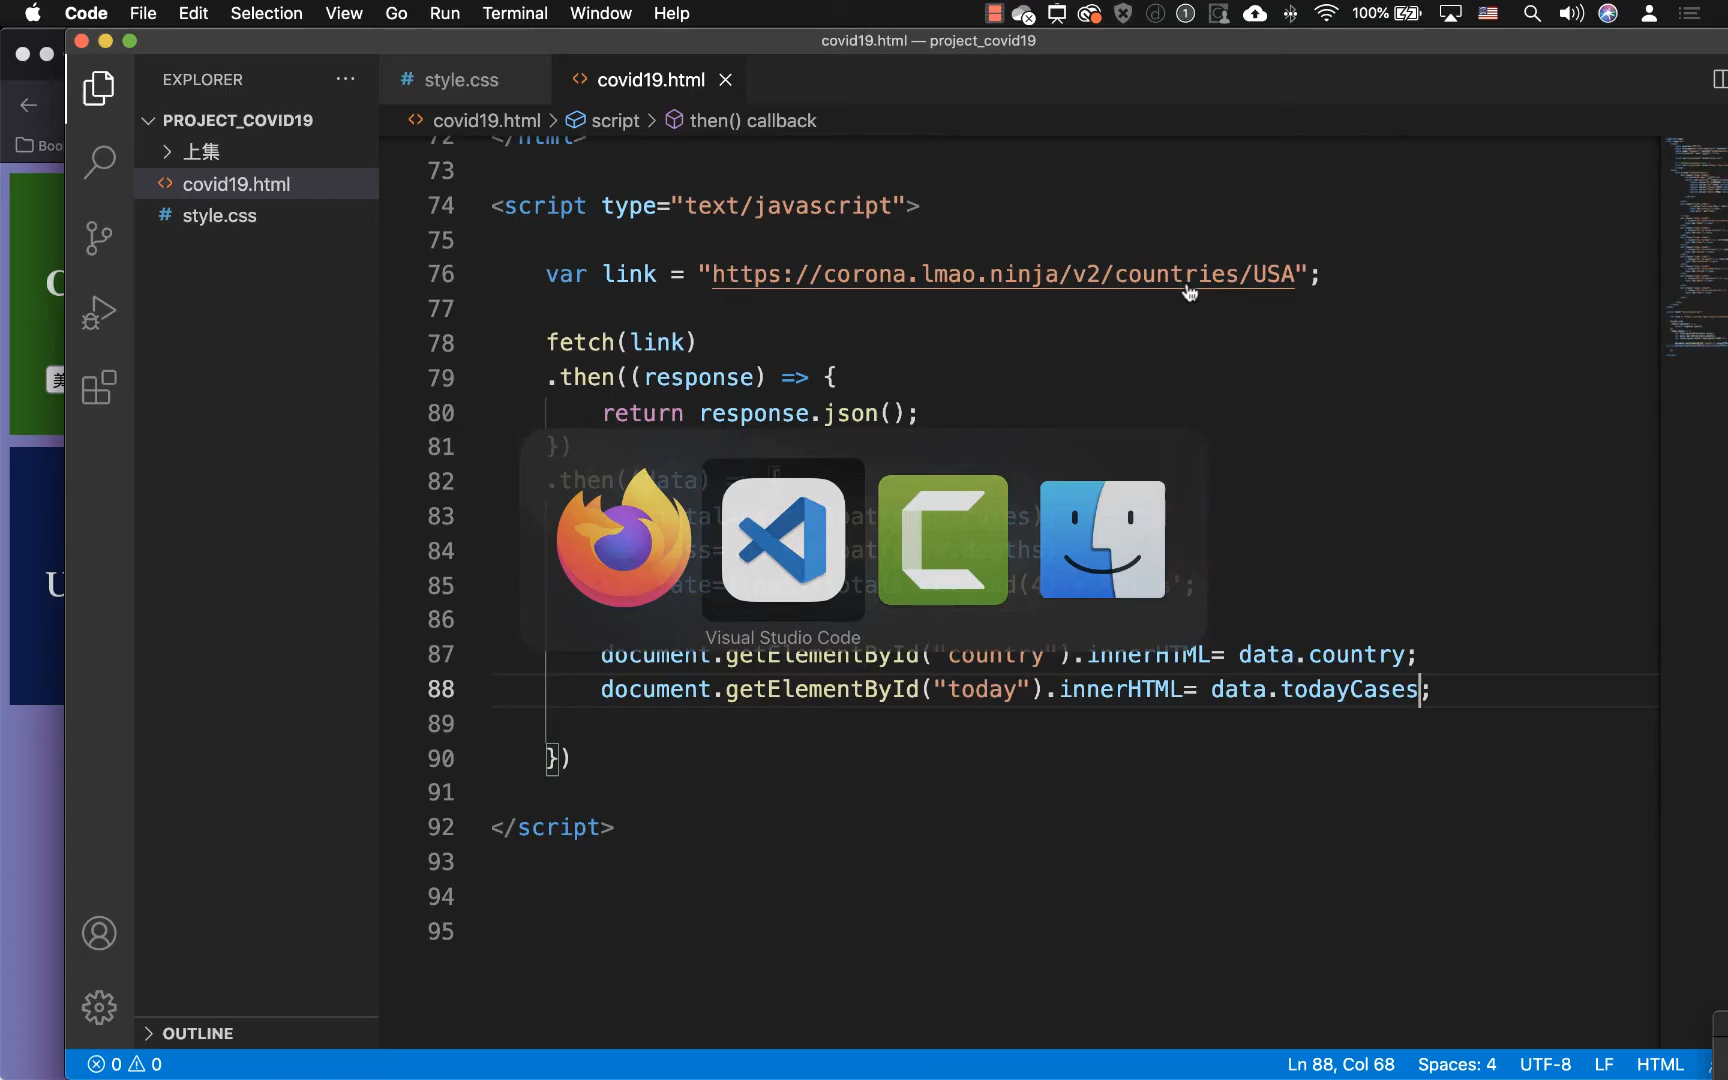 Code File Edit Selection View Go Run Terminal Window Help
100%
covid19.html — project_covid19
EXPLORER
style.css
covid19.html
PROJECT_COVID19
covid19.html > script > then() callback
上集
covid19.html
style.css
Boo
72 </html>
73
74 <script type="text/javascript">
75
76 var link = "https://corona.lmao.ninja/v2/countries/USA";
77
78 fetch(link)
79 .then((response) => {
80 return response.json();
81 })
82 .then((data) => {
83
84
85
86
87 document.getElementById("country").innerHTML= data.country;
88 document.getElementById("today").innerHTML= data.todayCases;
89
90 })
91
92 </script>
93
94
95
Visual Studio Code
OUTLINE
0 0
Ln 88, Col 68 Spaces: 4 UTF-8 LF HTML